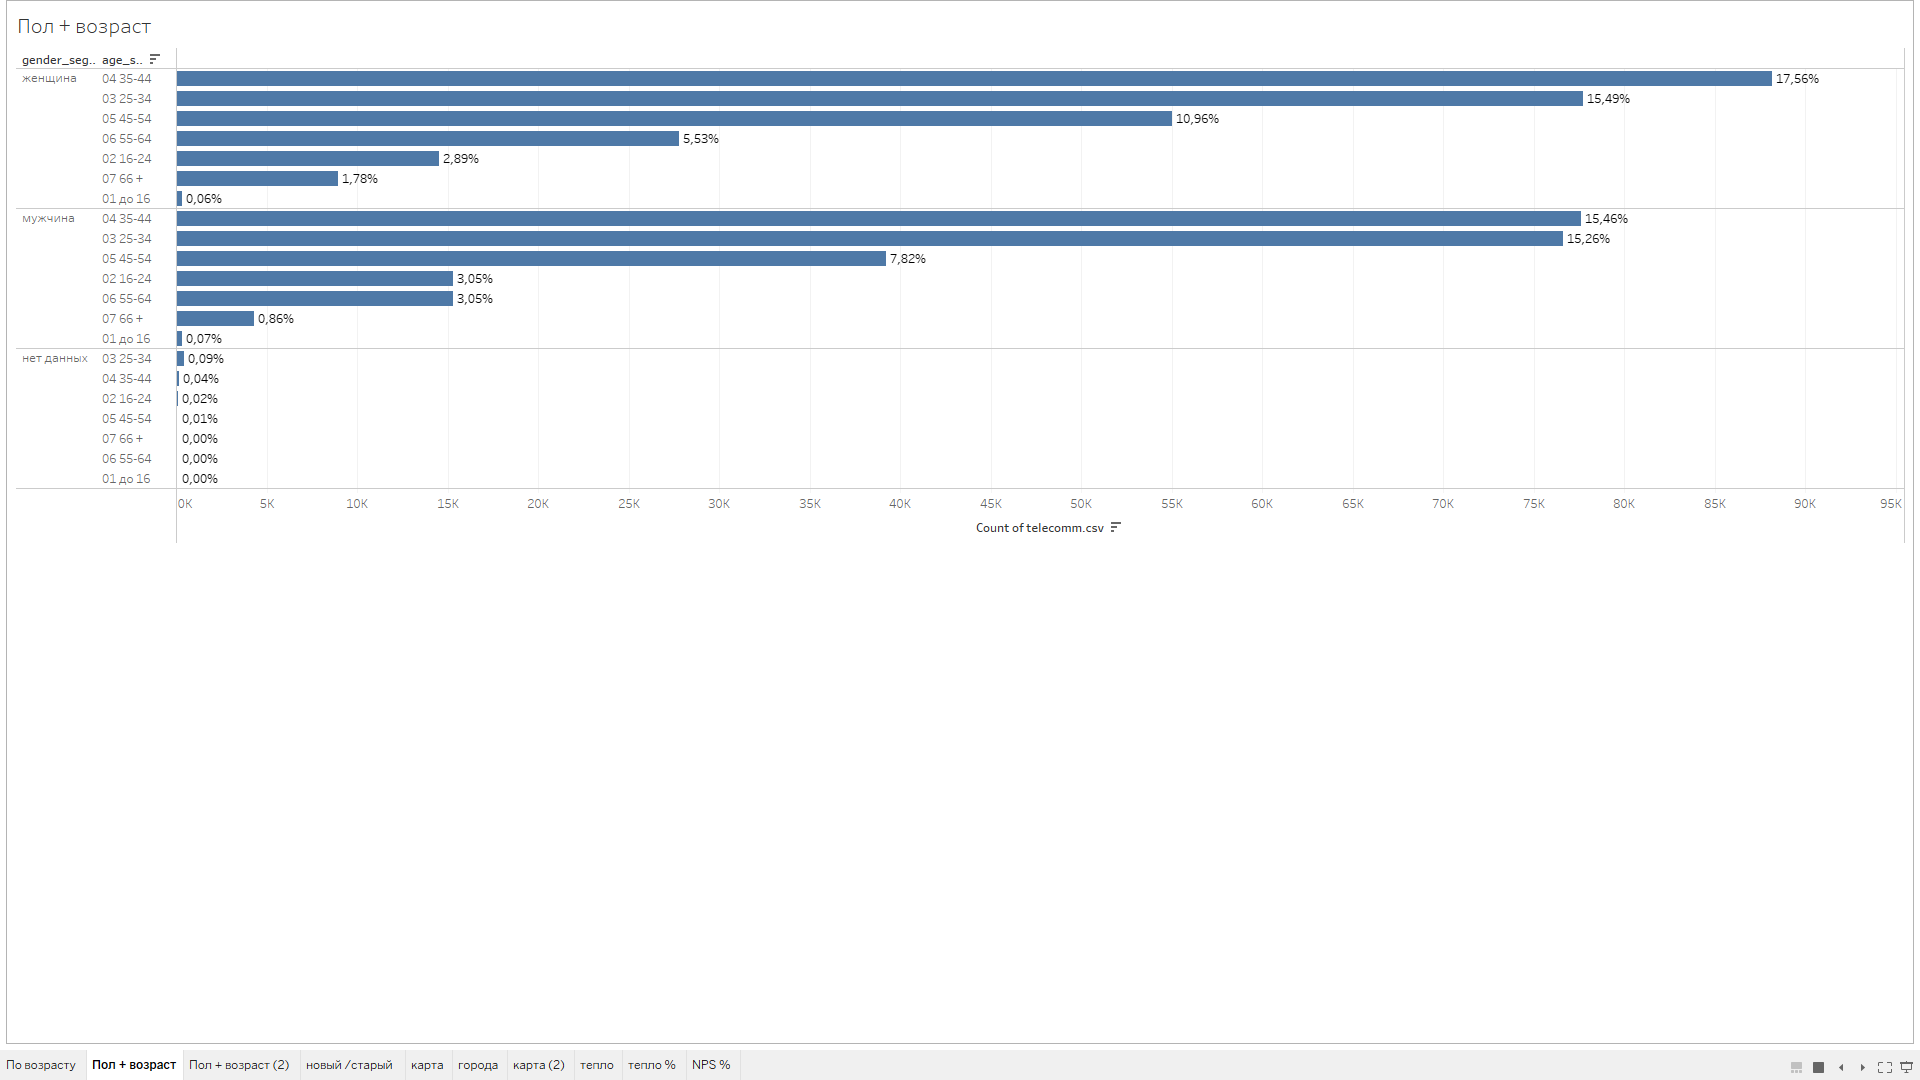 Пол + возраст
gender_seg.. age_s..
женщина 04 35-44 17,56%
03 25-34 15,49%
05 45-54 10,96%
06 55-64 5,53%
02 16-24 2,89%
07 66 + 1,78%
01 до 16 0,06%
мужчина 04 35-44 15,46%
03 25-34 15,26%
05 45-54 7,82%
02 16-24 3,05%
06 55-64 3,05%
07 66 + 0,86%
01 до 16 0,07%
нет данных 03 25-34 0,09%
04 35-44 0,04%
02 16-24 0,02%
05 45-54 0,01%
07 66 + 0,00%
06 55-64 0,00%
01 до 16 0,00%
0K 5K 10K 15K 20K 25K 30K 35K 40K 45K 50K 55K 60K 65K 70K 75K 80K 85K 90K 95K
Count of telecomm.csv
По возрасту Пол + возраст Пол + возраст (2) новый /старый карта города карта (2) тепло тепло % NPS %